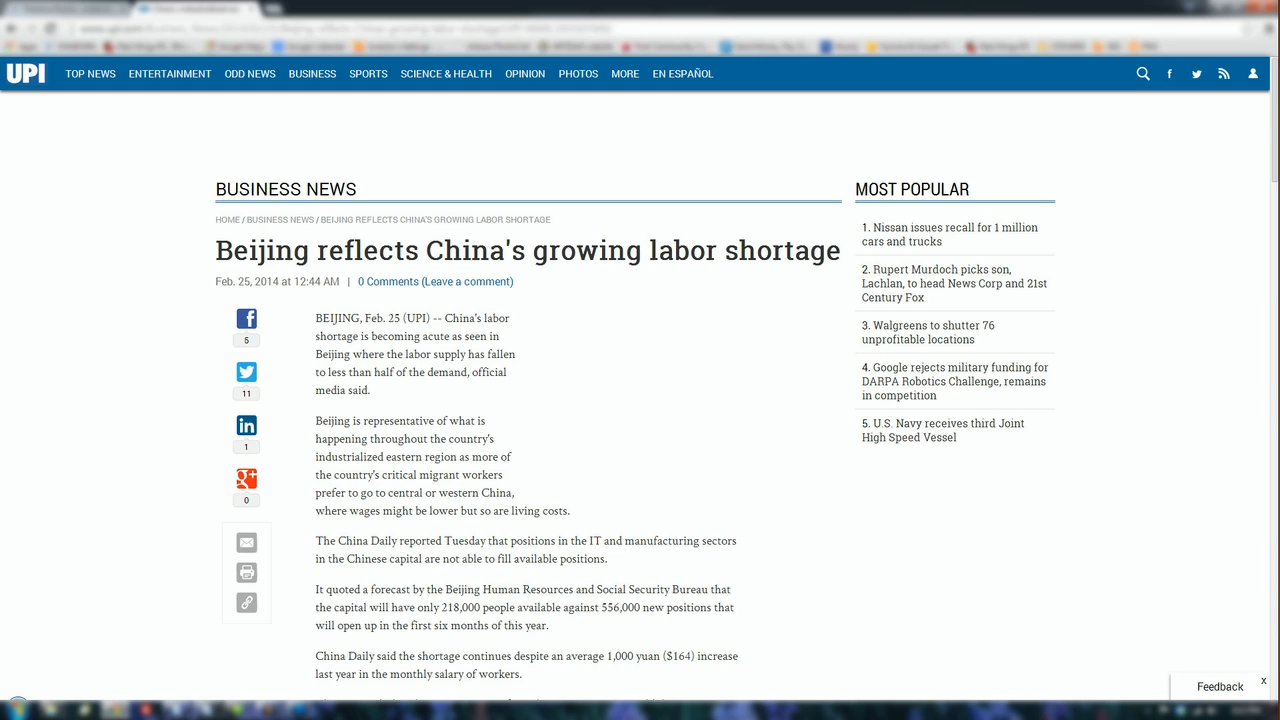 UPI
TOP NEWS ENTERTAINMENT ODD NEWS BUSINESS SPORTS SCIENCE & HEALTH OPINION PHOTOS MORE EN ESPAÑOL
BUSINESS NEWS
HOME / BUSINESS NEWS / BEIJING REFLECTS CHINA'S GROWING LABOR SHORTAGE
Beijing reflects China's growing labor shortage
Feb. 25, 2014 at 12:44 AM | 0 Comments (Leave a comment)
5
11
1
0
BEIJING, Feb. 25 (UPI) -- China's labor
shortage is becoming acute as seen in
Beijing where the labor supply has fallen
to less than half of the demand, official
media said.
Beijing is representative of what is
happening throughout the country's
industrialized eastern region as more of
the country's critical migrant workers
prefer to go to central or western China,
where wages might be lower but so are living costs.
The China Daily reported Tuesday that positions in the IT and manufacturing sectors
in the Chinese capital are not able to fill available positions.
It quoted a forecast by the Beijing Human Resources and Social Security Bureau that
the capital will have only 218,000 people available against 556,000 new positions that
will open up in the first six months of this year.
China Daily said the shortage continues despite an average 1,000 yuan ($164) increase
last year in the monthly salary of workers.
MOST POPULAR
1. Nissan issues recall for 1 million
cars and trucks
2. Rupert Murdoch picks son,
Lachlan, to head News Corp and 21st
Century Fox
3. Walgreens to shutter 76
unprofitable locations
4. Google rejects military funding for
DARPA Robotics Challenge, remains
in competition
5. U.S. Navy receives third Joint
High Speed Vessel
x
Feedback